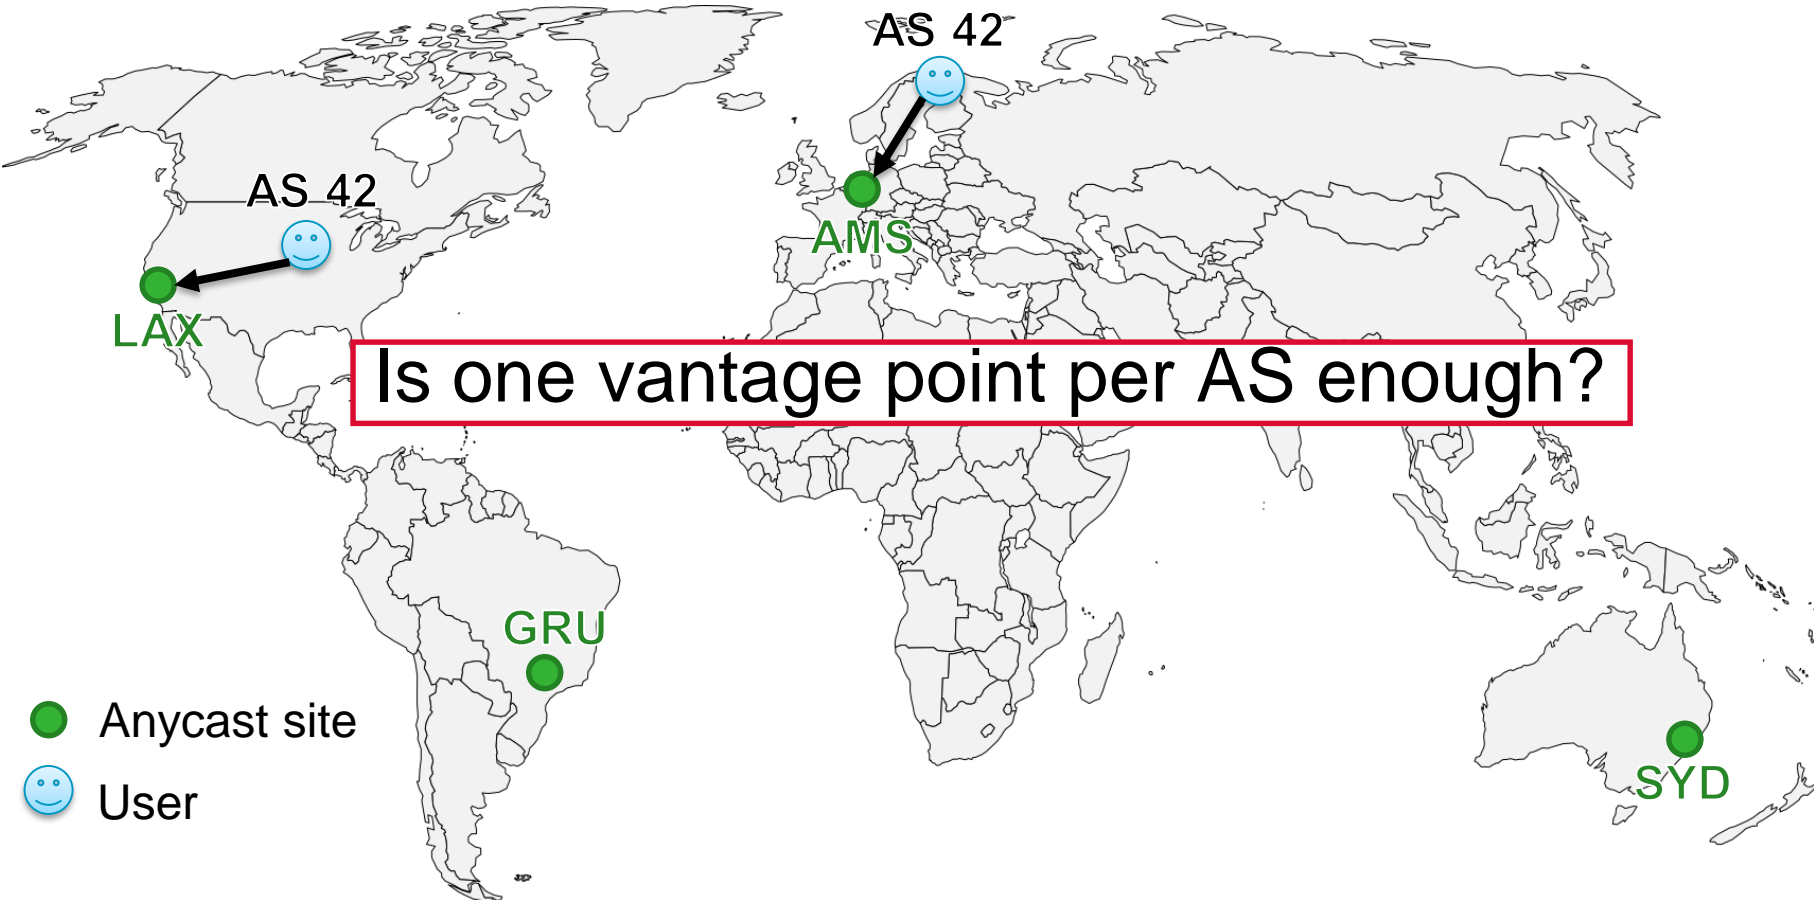 AS 42
AS 42
AMS
LAX
Is one vantage point per AS enough?
GRU
Anycast site
SYD
User